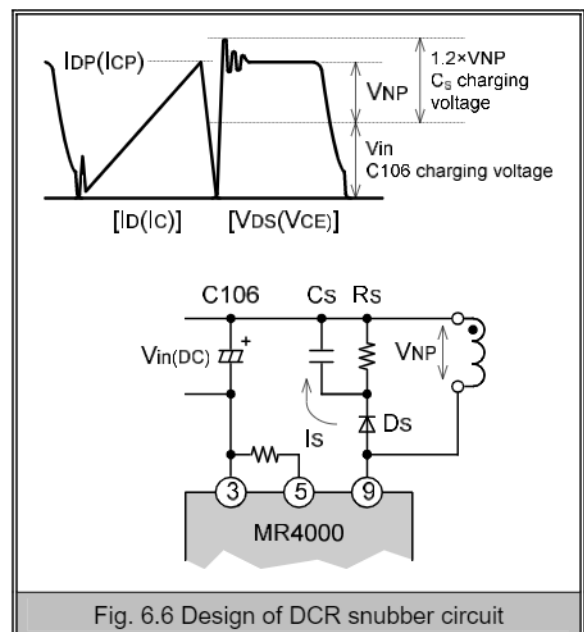 IDP(ICP)
1.2×VNP
Cs charging
voltage
VNP
Vin
C106 charging voltage
[ID(IC)]
[VDS(VCE)]
C106
Cs
Rs
+
Vin(DC)
VNP
Is
Ds
3
5
9
MR4000
Fig. 6.6 Design of DCR snubber circuit